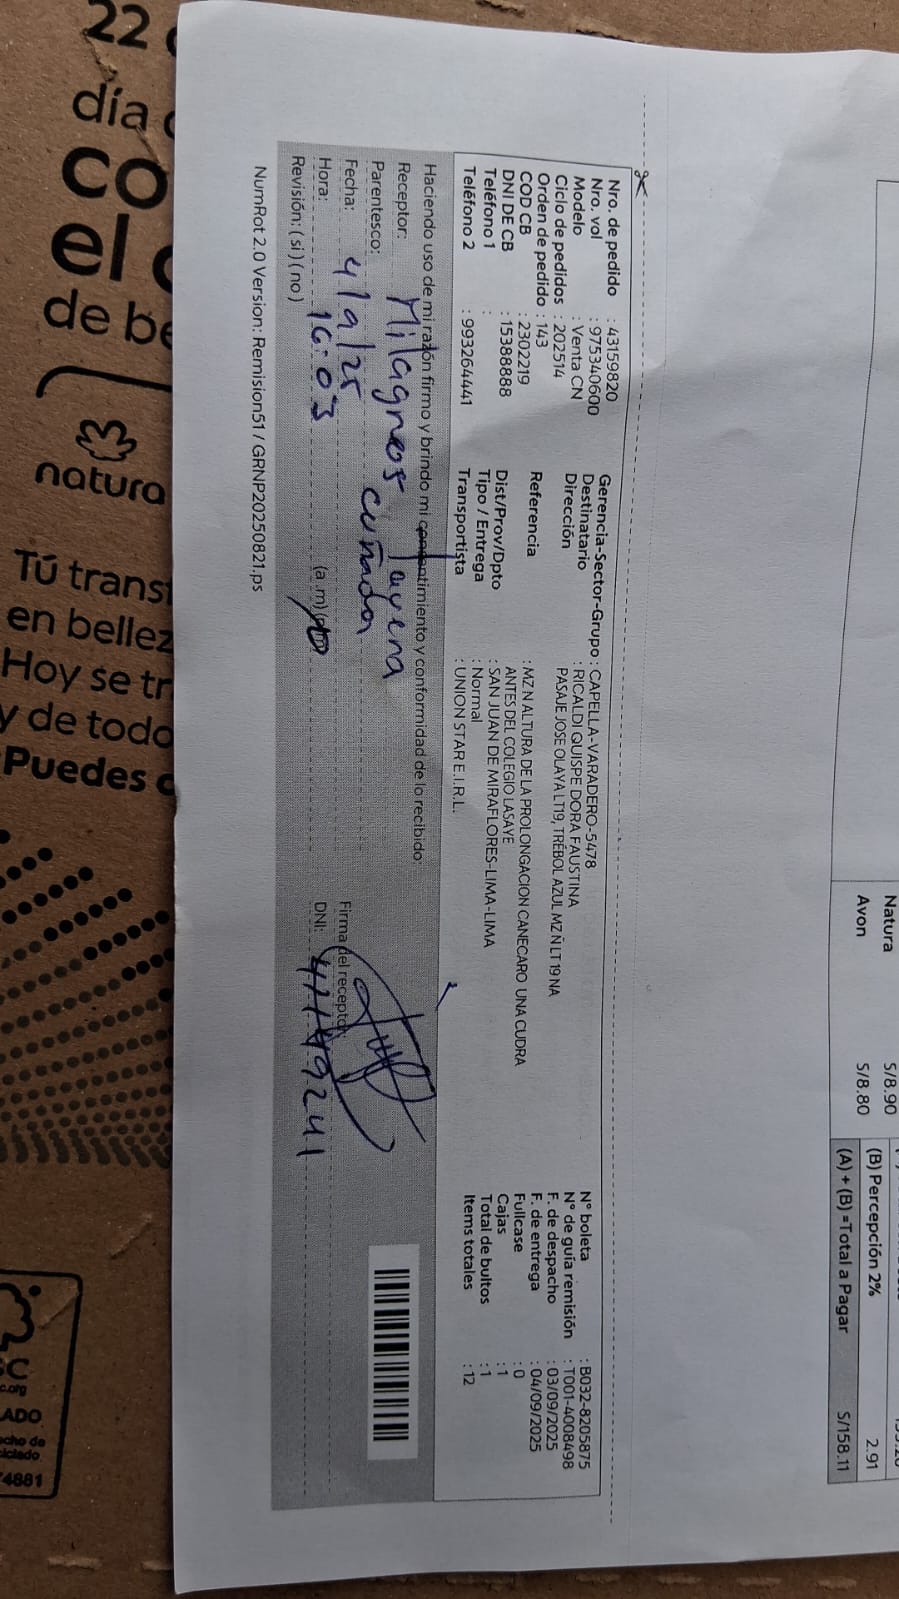 22
día
co
el
de be
natura
Tú trans
en bellez
Hoy se tr
y de todo
Puedes
Natura S/8.90
Avon S/8.80
(B) Percepción 2% 2.91
(A) + (B) =Total a Pagar S/158.11
Nro. de pedido : 43159820
Nro. vol : 975340600
Modelo : Venta CN
Ciclo de pedidos : 202514
Orden de pedido : 143
COD CB : 2302219
DNI DE CB : 15388888
Teléfono 1 :
Teléfono 2 : 993264441
Gerencia-Sector-Grupo : CAPELLA-VARADERO-5478
Destinatario : RICALDI QUISPE DORA FAUSTINA
Dirección PASAJE JOSE OLAYA LT19, TRÉBOL AZUL MZ Ñ LT 19 NA
Referencia : MZ N ALTURA DE LA PROLONGACION CANECARO UNA CUDRA
ANTES DEL COLEGIO LASAYE
Dist/Prov/Dpto : SAN JUAN DE MIRAFLORES-LIMA-LIMA
Tipo / Entrega : Normal
Transportista : UNION STAR E.I.R.L.
N° boleta : B032-8205875
N° de guía remisión : T001-4008498
F. de despacho : 03/09/2025
F. de entrega : 04/09/2025
Fullcase : 0
Cajas : 1
Total de bultos : 1
Items totales : 12
Haciendo uso de mi razón firmo y brindo mi consentimiento y conformidad de lo recibido:
Receptor: Milagros Tayena
Parentesco: cuñada
Fecha: 4/9/25
Hora: 16:03 (a.m)
Revisión: (si) (no)
Firma del receptor
DNI:
NumRot 2.0 Version: Remision51 / GRNP20250821.ps
C
ADO
4881